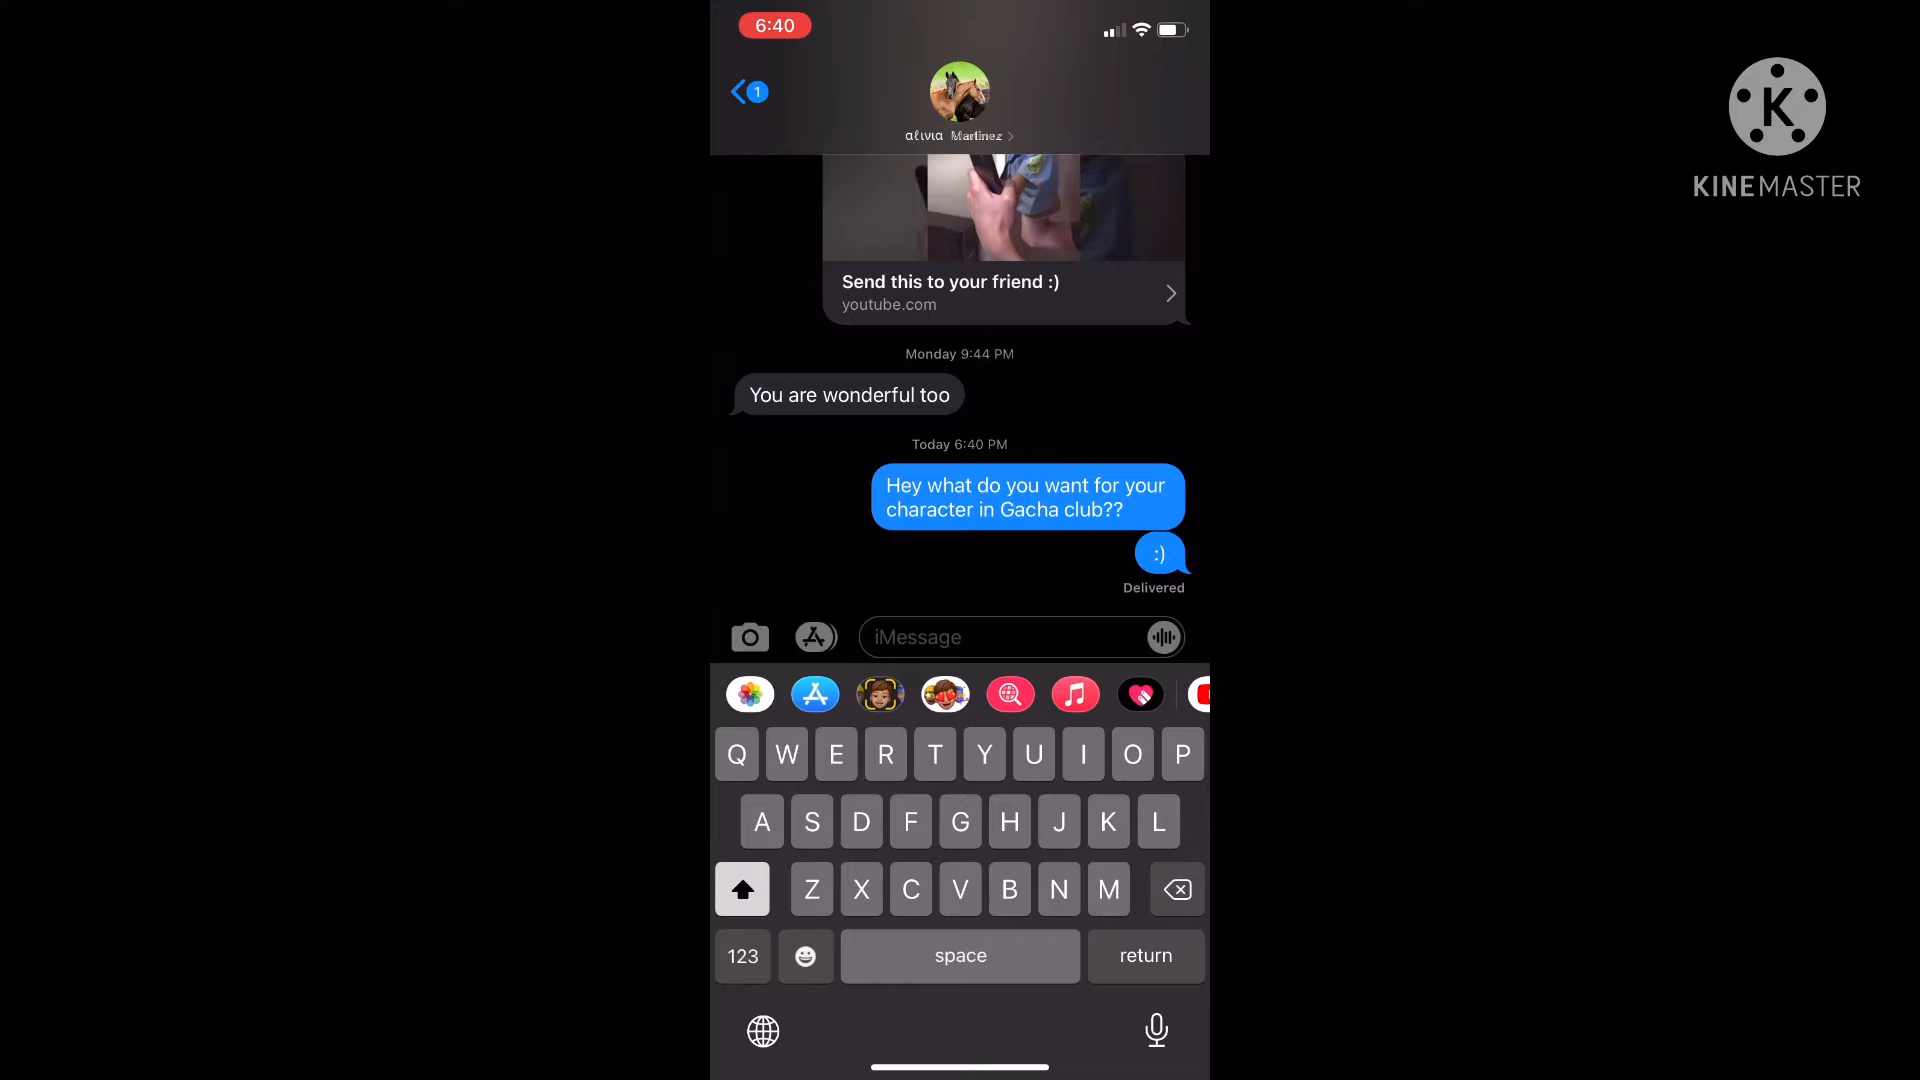 6:40
1
αℓινια Martinez
KINEMASTER
K
Send this to your friend :)
youtube.com
Monday 9:44 PM
You are wonderful too
Today 6:40 PM
Hey what do you want for your
character in Gacha club??
:)
Delivered
iMessage
Q W E R T Y U I O P
A S D F G H J K L
Z X C V B N M
123 space return